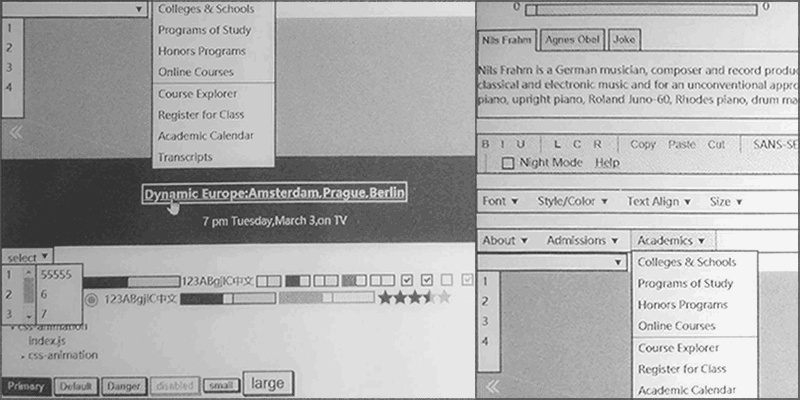 Colleges & Schools
Programs of Study
Honors Programs
Online Courses
Course Explorer
Register for Class
Academic Calendar
Transcripts
1
2
3
4
Dynamic Europe:Amsterdam,Prague,Berlin
7 pm Tuesday,March 3,on TV
select
1 55555
2 6
3 7
123ABgjIC中文
123ABgjIC中文
css-animation
index.js
css-animation
Primary Default Danger disabled small large
0 0
Nils Frahm Agnes Obel Joke
Nils Frahm is a German musician, composer and record produ
classical and electronic music and for an unconventional appro
piano, upright piano, Roland Juno-60, Rhodes piano, drum ma
B I U L C R Copy Paste Cut SANS-SE
Night Mode Help
Font Style/Color Text Align Size
About Admissions Academics
Colleges & Schools
Programs of Study
Honors Programs
Online Courses
Course Explorer
Register for Class
Academic Calendar
1
2
3
4